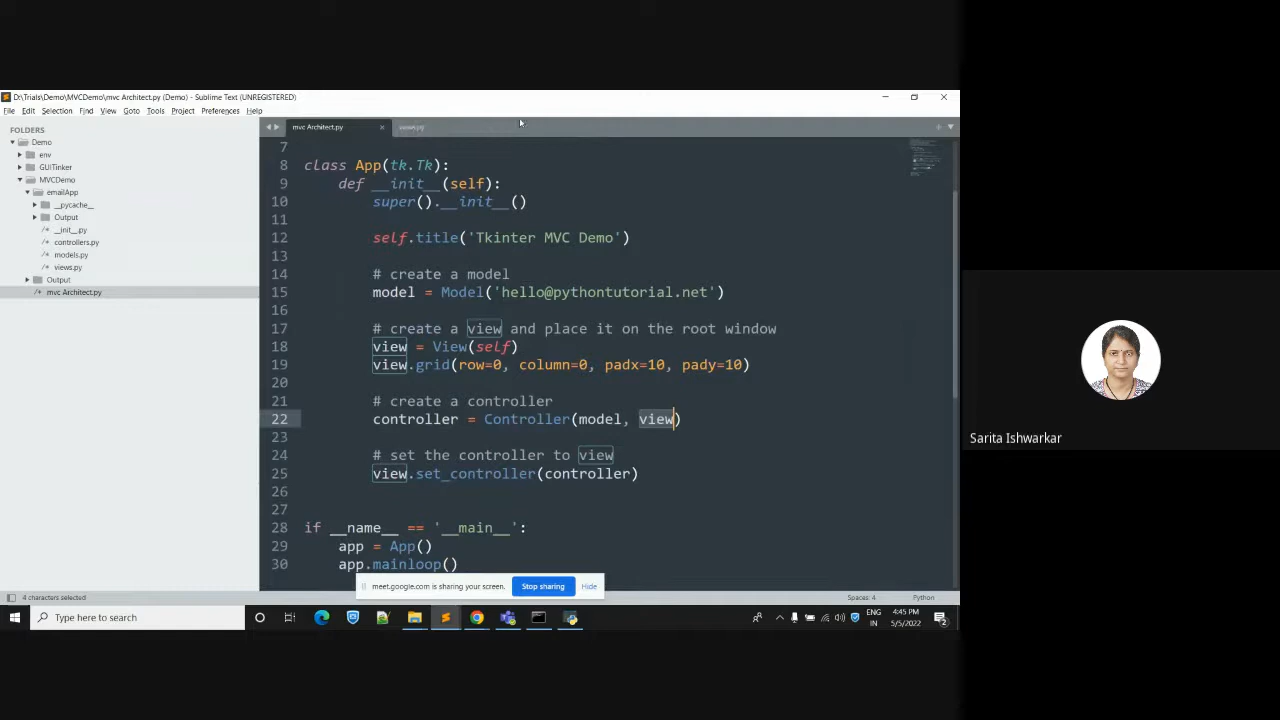 D:\Trials\Demo\MVCDemo\mvc Architect.py (Demo) - Sublime Text (UNREGISTERED)
File Edit Selection Find View Goto Tools Project Preferences Help
FOLDERS
Demo
env
GUITinker
MVCDemo
emailApp
__pycache__
Output
__init__.py
controllers.py
models.py
views.py
Output
mvc Architect.py
mvc Architect.py
views.py
7
8 class App(tk.Tk):
9 def __init__(self):
10 super().__init__()
11
12 self.title('Tkinter MVC Demo')
13
14 # create a model
15 model = Model('hello@pythontutorial.net')
16
17 # create a view and place it on the root window
18 view = View(self)
19 view.grid(row=0, column=0, padx=10, pady=10)
20
21 # create a controller
22 controller = Controller(model, view)
23
24 # set the controller to view
25 view.set_controller(controller)
26
27
28 if __name__ == '__main__':
29 app = App()
30 app.mainloop()
meet.google.com is sharing your screen. Stop sharing Hide
4 characters selected
Spaces: 4
Python
Type here to search
ENG
IN
4:45 PM
5/5/2022
2
Sarita Ishwarkar